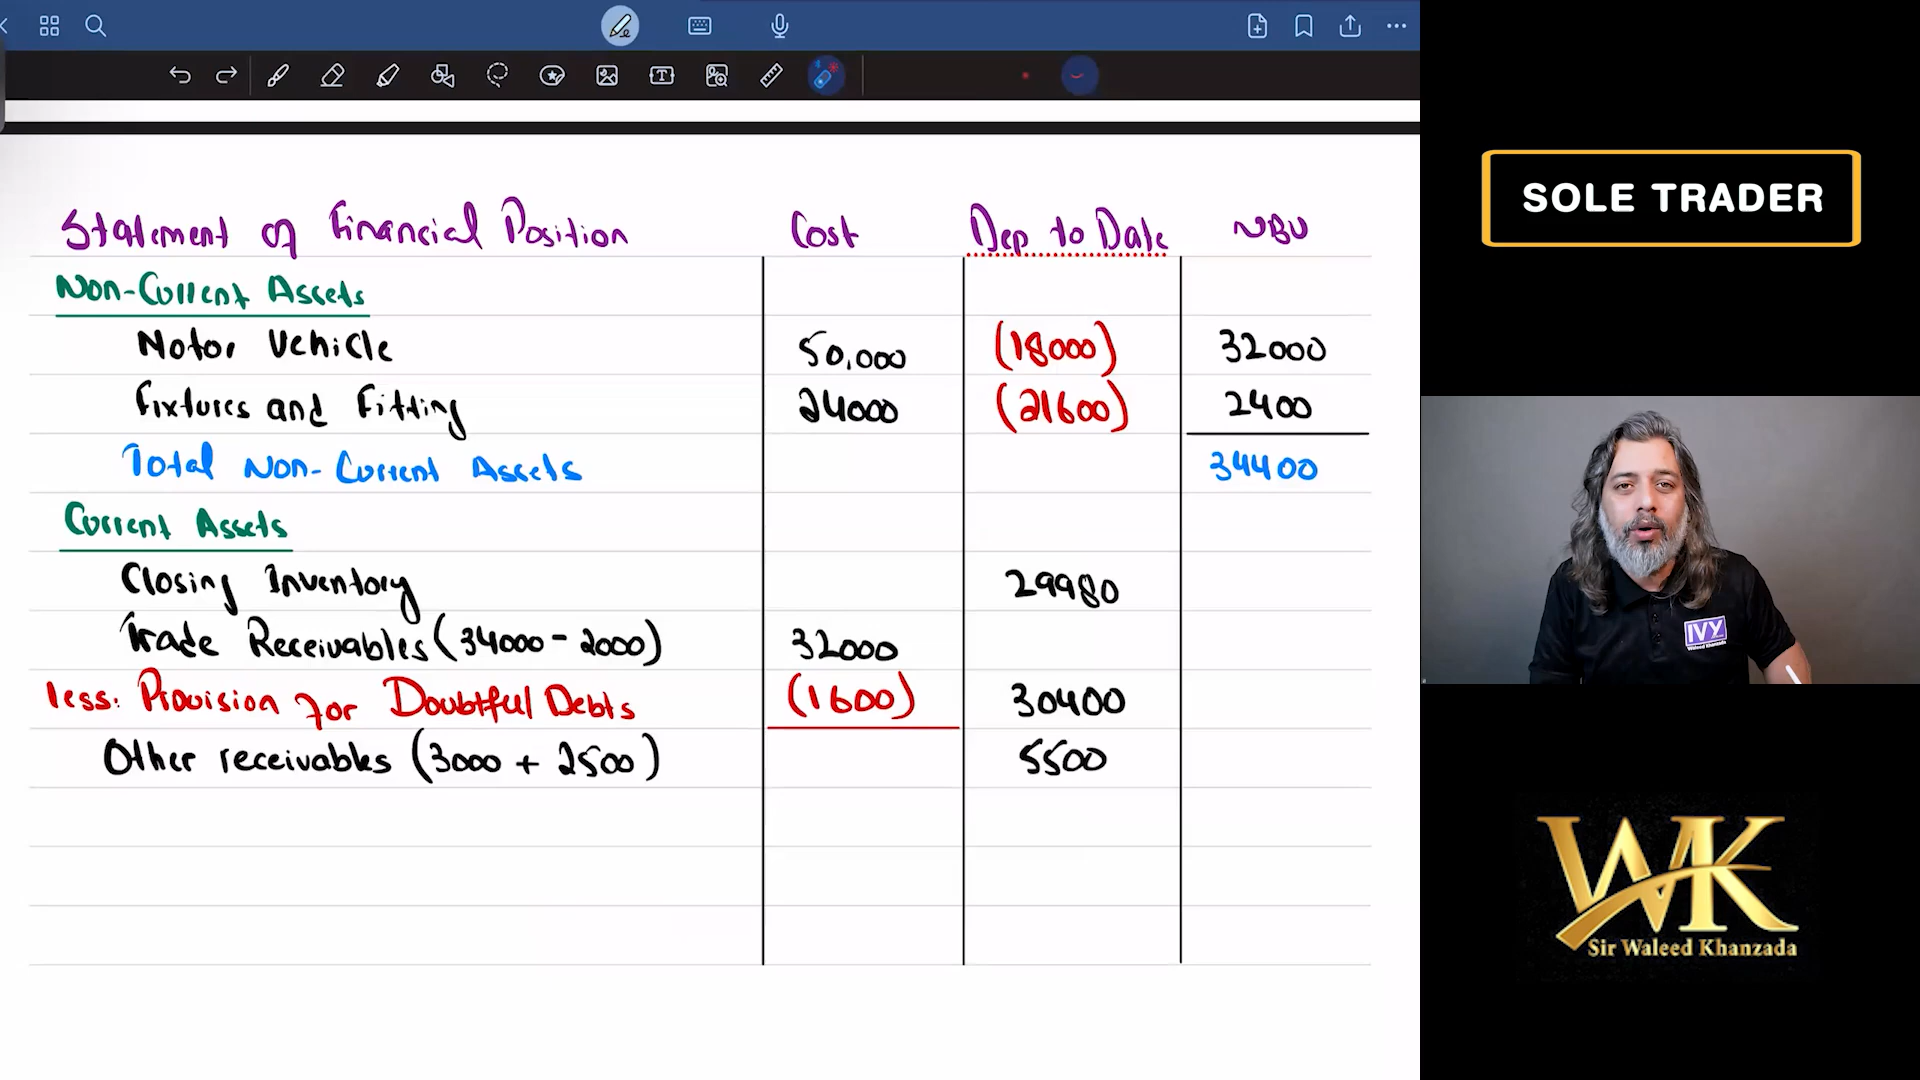 Statement of Financial Position Cost Dep to Date NBV
Non-Current Assets
Motor Vehicle 50,000 (18000) 32000
Fixtures and Fitting 24000 (21600) 2400
Total Non-Current Assets 34400
Current Assets
Closing Inventory 29980
Trade Receivables (34000 - 2000) 32000
less: Provision for Doubtful Debts (1600) 30400
Other receivables (3000 + 2500) 5500
SOLE TRADER
IVY
Waleed Khanzada
WK
Sir Waleed Khanzada